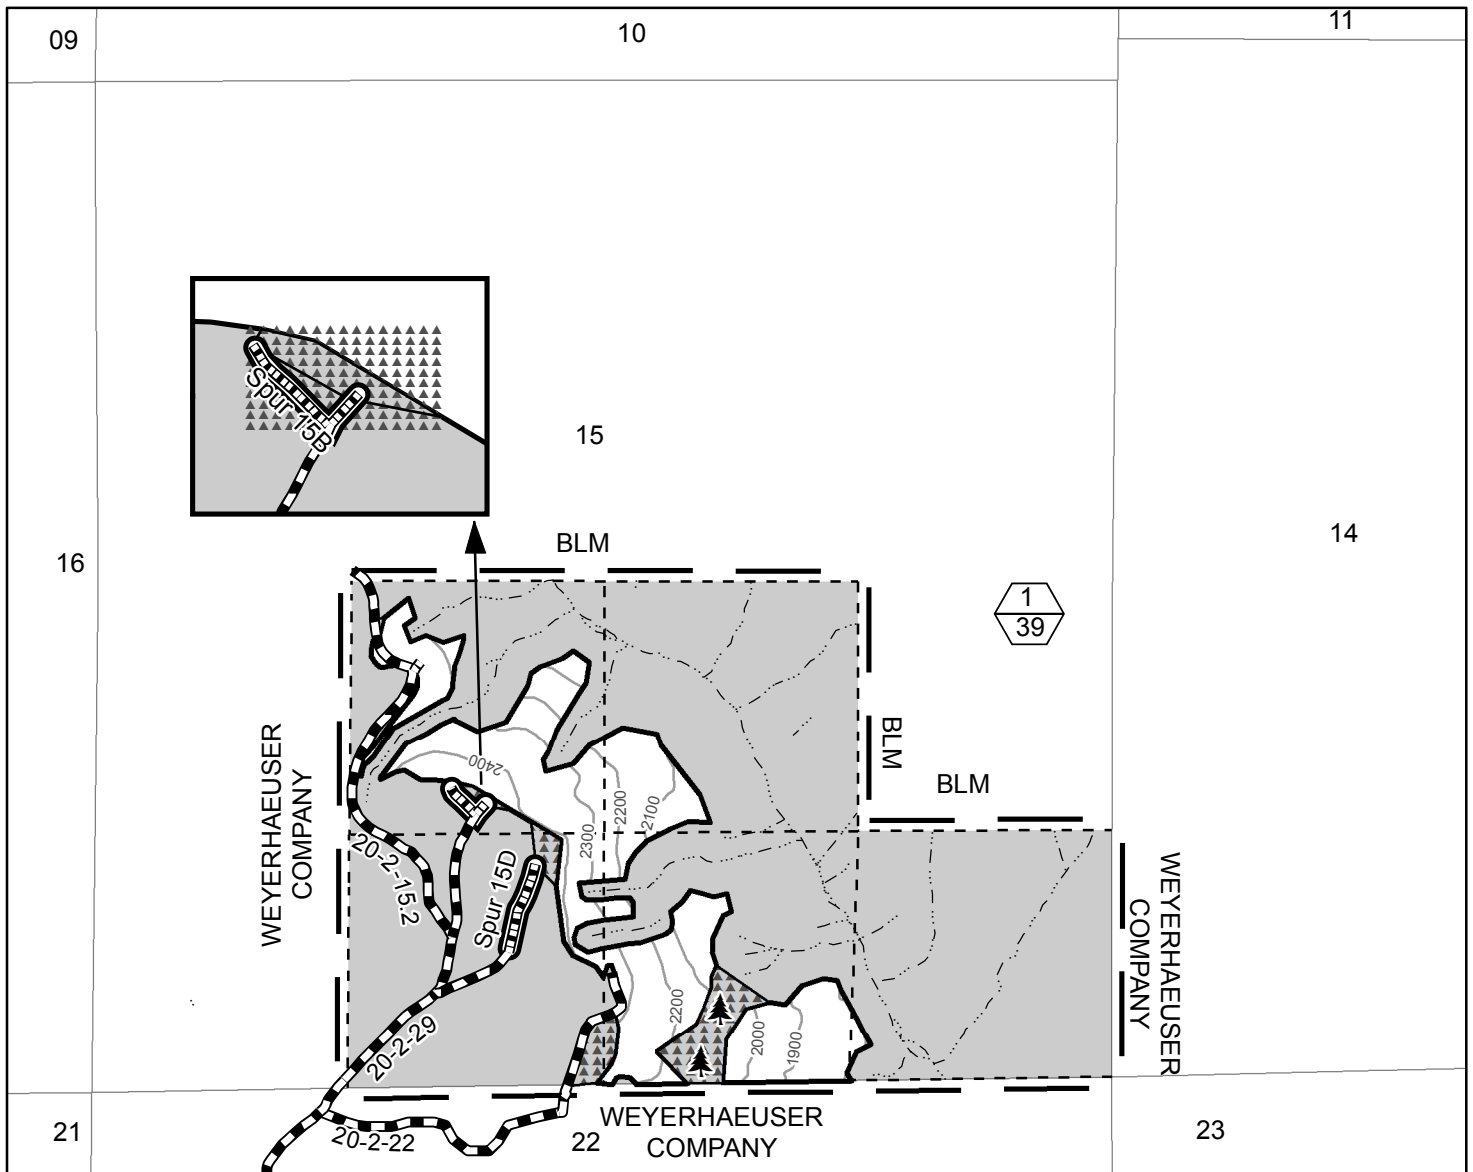 09
10
11
15
16
14
BLM
1
39
BLM
BLM
WEYERHAEUSER
COMPANY
WEYERHAEUSER
COMPANY
Spur 15B
2400
2200
2100
2300
20-2-15.2
Spur 15D
2200
2000
1900
20-2-29
20-2-22
WEYERHAEUSER
COMPANY
21
22
23